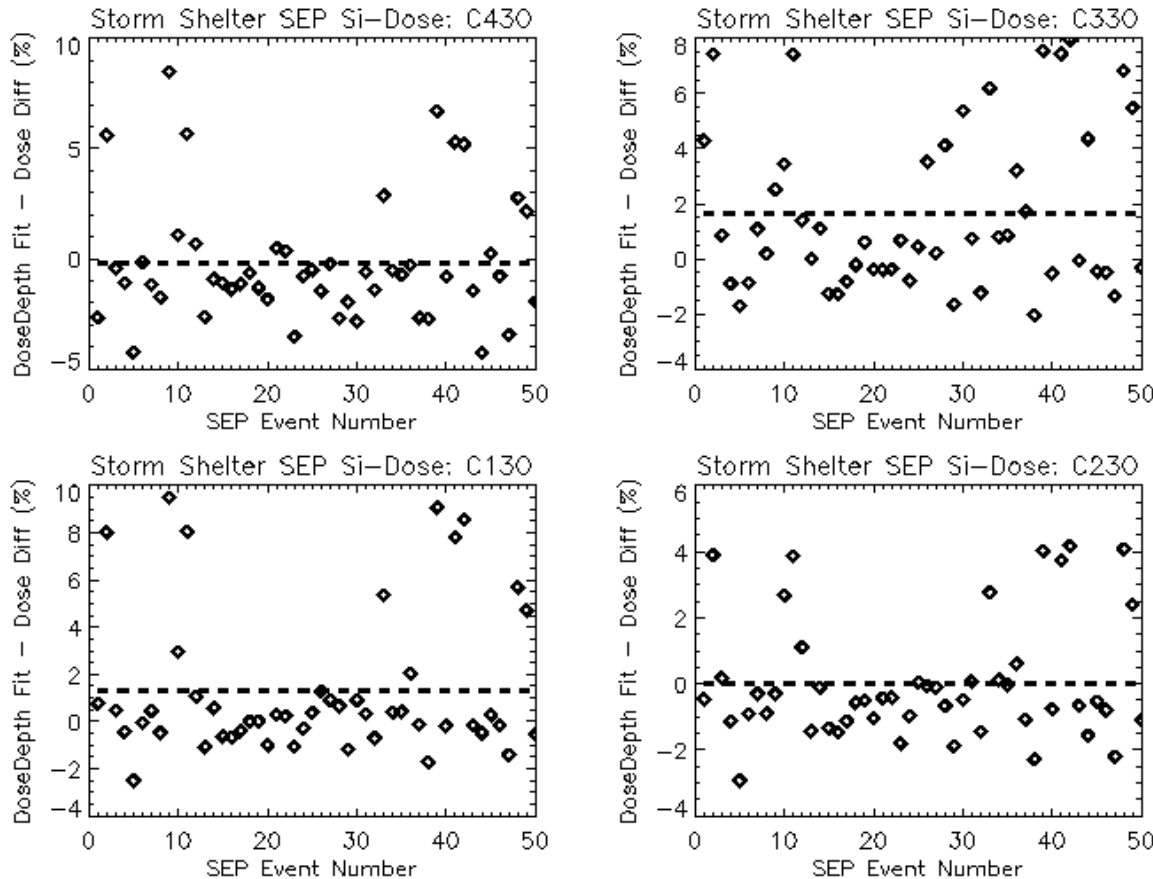 Storm Shelter SEP Si-Dose: C430
DoseDepth Fit - Dose Diff (%)
10
5
0
-5
0 10 20 30 40 50
SEP Event Number
Storm Shelter SEP Si-Dose: C330
DoseDepth Fit - Dose Diff (%)
8
6
4
2
0
-2
-4
0 10 20 30 40 50
SEP Event Number
Storm Shelter SEP Si-Dose: C130
DoseDepth Fit - Dose Diff (%)
10
8
6
4
2
0
-2
-4
0 10 20 30 40 50
SEP Event Number
Storm Shelter SEP Si-Dose: C230
DoseDepth Fit - Dose Diff (%)
6
4
2
0
-2
-4
0 10 20 30 40 50
SEP Event Number